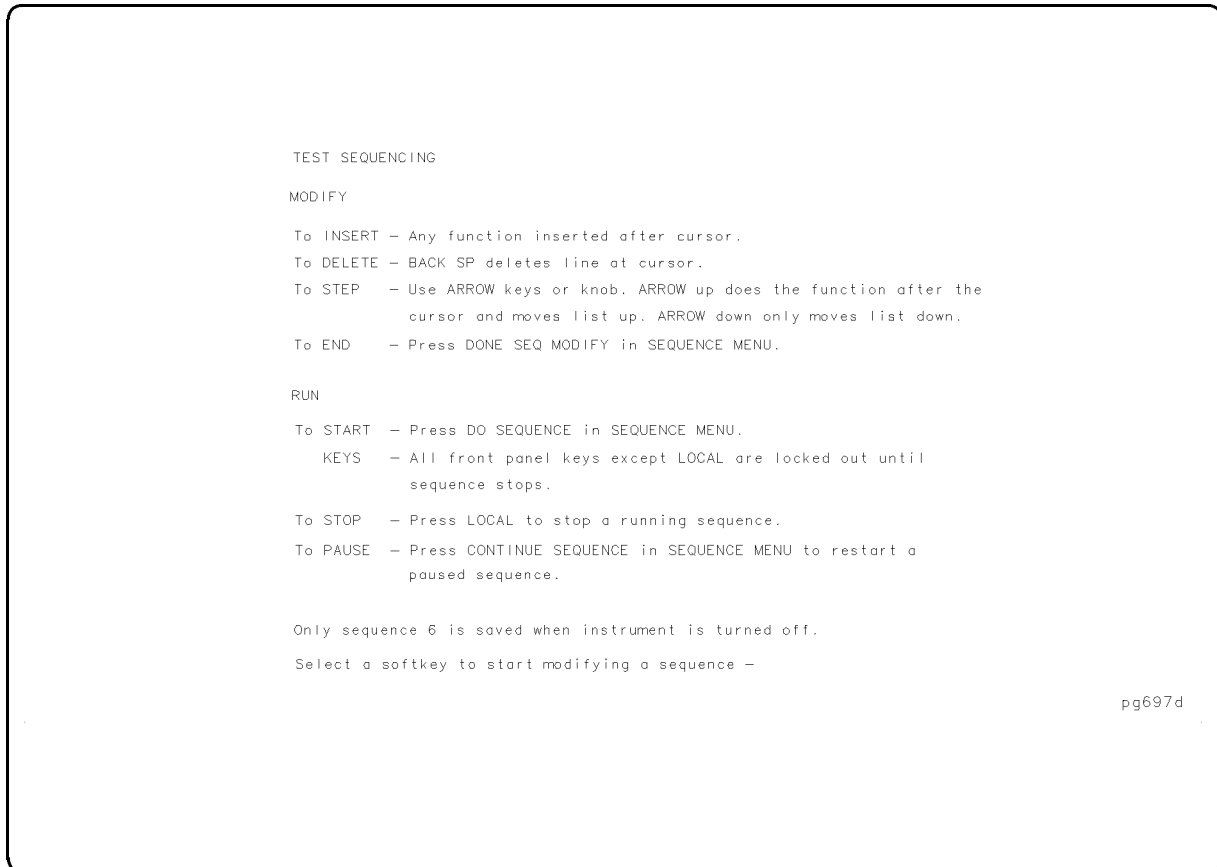 TEST SEQUENCING
MODIFY
To INSERT – Any function inserted after cursor.
To DELETE – BACK SP deletes line at cursor.
To STEP – Use ARROW keys or knob. ARROW up does the function after the
cursor and moves list up. ARROW down only moves list down.
To END – Press DONE SEQ MODIFY in SEQUENCE MENU.
RUN
To START – Press DO SEQUENCE in SEQUENCE MENU.
KEYS – All front panel keys except LOCAL are locked out until
sequence stops.
To STOP – Press LOCAL to stop a running sequence.
To PAUSE – Press CONTINUE SEQUENCE in SEQUENCE MENU to restart a
paused sequence.
Only sequence 6 is saved when instrument is turned off.
Select a softkey to start modifying a sequence –
pg697d